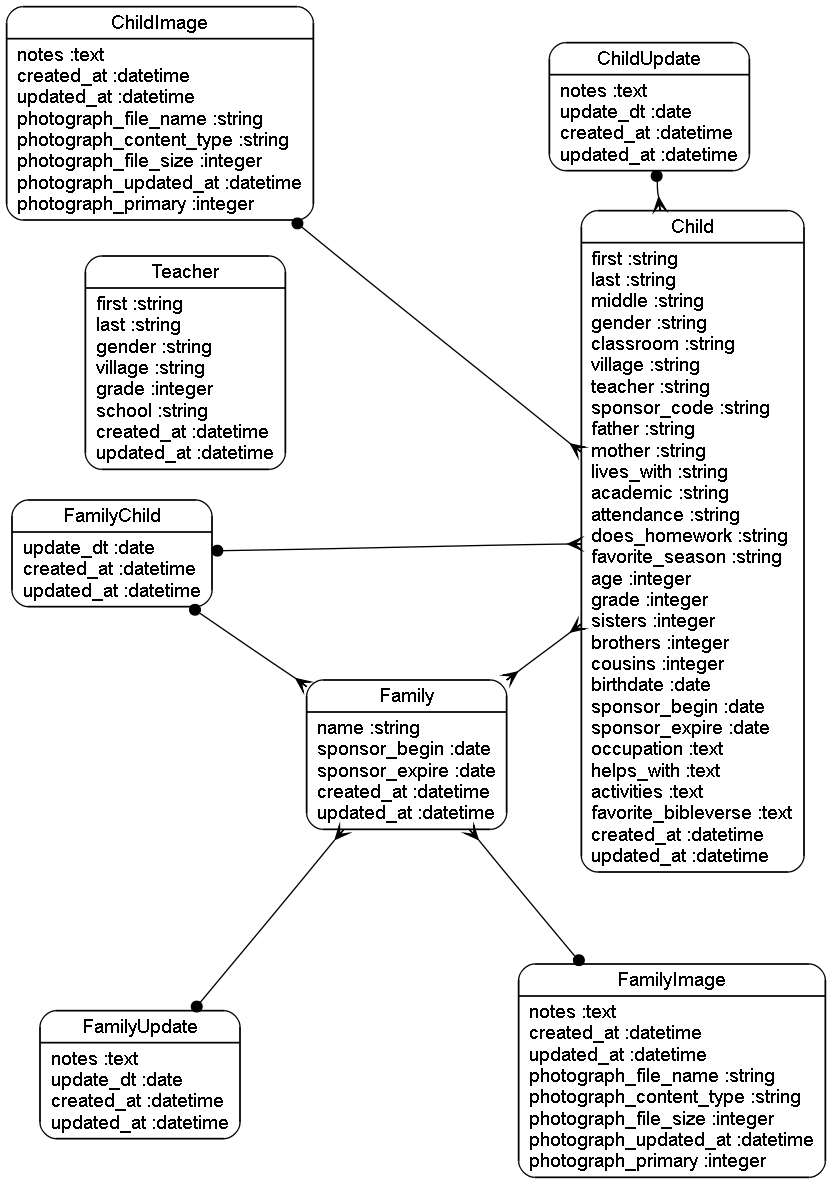 ChildImage
notes :text
created_at :datetime
updated_at :datetime
photograph_file_name :string
photograph_content_type :string
photograph_file_size :integer
photograph_updated_at :datetime
photograph_primary :integer
ChildUpdate
notes :text
update_dt :date
created_at :datetime
updated_at :datetime
Teacher
first :string
last :string
gender :string
village :string
grade :integer
school :string
created_at :datetime
updated_at :datetime
Child
first :string
last :string
middle :string
gender :string
classroom :string
village :string
teacher :string
sponsor_code :string
father :string
mother :string
lives_with :string
academic :string
attendance :string
does_homework :string
favorite_season :string
age :integer
grade :integer
sisters :integer
brothers :integer
cousins :integer
birthdate :date
sponsor_begin :date
sponsor_expire :date
occupation :text
helps_with :text
activities :text
favorite_bibleverse :text
created_at :datetime
updated_at :datetime
FamilyChild
update_dt :date
created_at :datetime
updated_at :datetime
Family
name :string
sponsor_begin :date
sponsor_expire :date
created_at :datetime
updated_at :datetime
FamilyUpdate
notes :text
update_dt :date
created_at :datetime
updated_at :datetime
FamilyImage
notes :text
created_at :datetime
updated_at :datetime
photograph_file_name :string
photograph_content_type :string
photograph_file_size :integer
photograph_updated_at :datetime
photograph_primary :integer